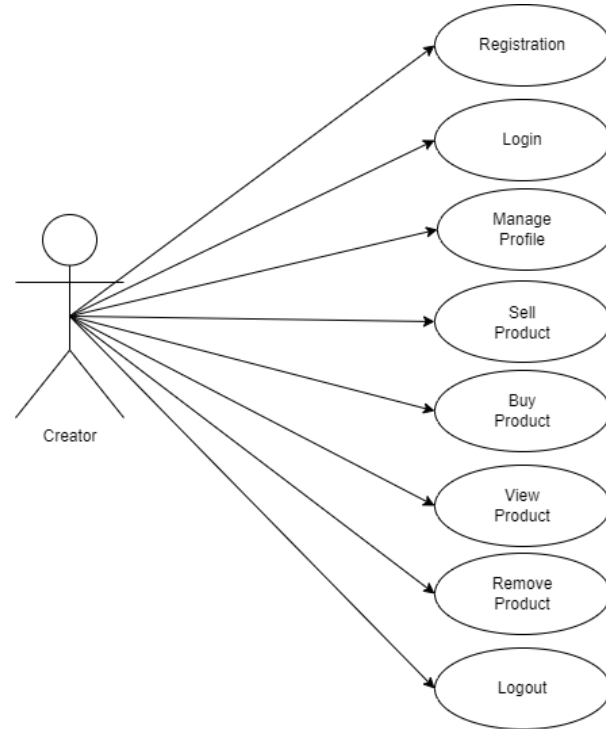 Registration
Login
Manage
Profile
Sell
Product
Buy
Product
View
Product
Remove
Product
Logout
Creator